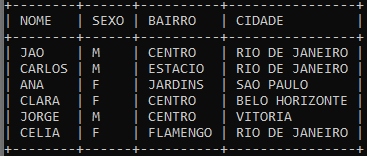 NOME | SEXO | BAIRRO | CIDADE
JAO | M | CENTRO | RIO DE JANEIRO
CARLOS | M | ESTACIO | RIO DE JANEIRO
ANA | F | JARDINS | SAO PAULO
CLARA | F | CENTRO | BELO HORIZONTE
JORGE | M | CENTRO | VITORIA
CELIA | F | FLAMENGO | RIO DE JANEIRO